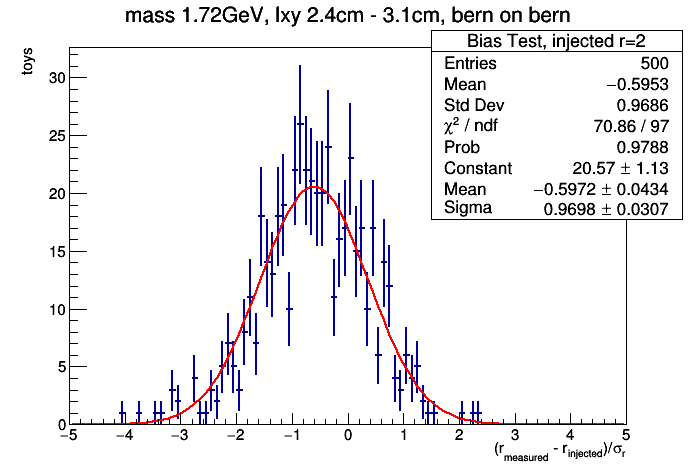 mass 1.72GeV, lxy 2.4cm - 3.1cm, bern on bern
toys
Bias Test, injected r=2
Entries 500
Mean −0.5953
Std Dev 0.9686
χ² / ndf 70.86 / 97
Prob 0.9788
Constant 20.57 ± 1.13
Mean −0.5972 ± 0.0434
Sigma 0.9698 ± 0.0307
30
25
20
15
10
5
0
−5 −4 −3 −2 −1 0 1 2 3 4 5
(r_measured - r_injected)/σ_r